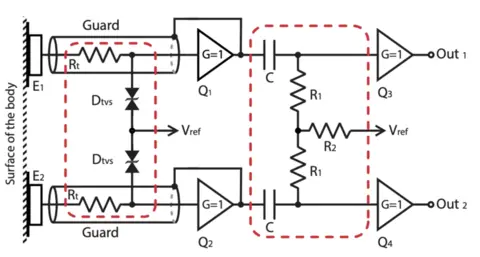 Guard
Rt
G=1
C
G=1
Out 1
E1
Q1
R1
Q3
Dtvs
Surface of the body
Vref
R2
Vref
Dtvs
E2
R1
Rt
G=1
G=1
Out 2
Guard
Q2
C
Q4